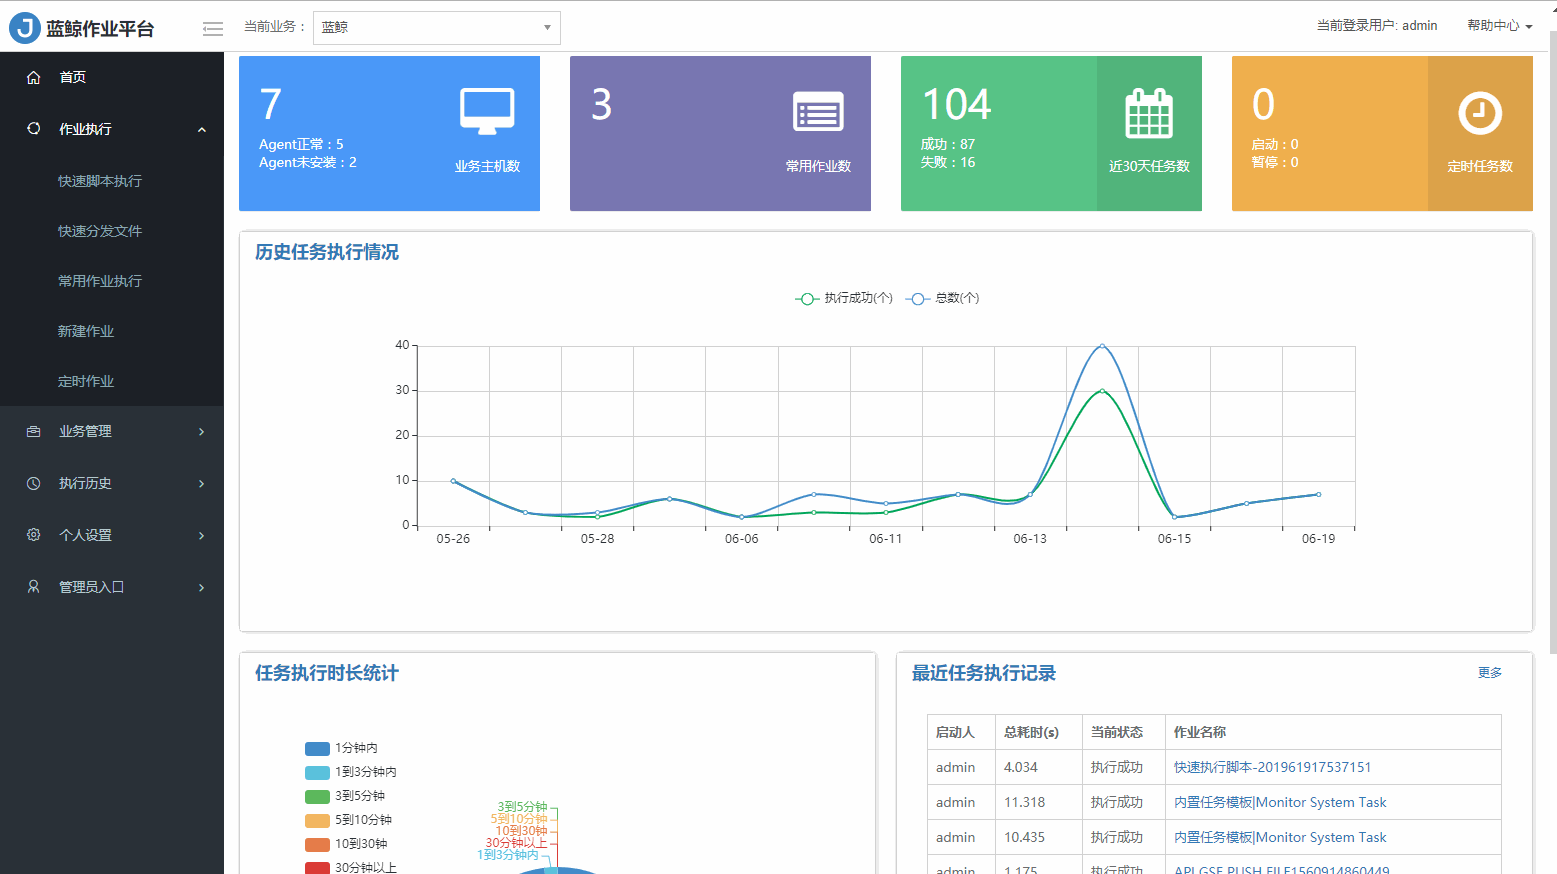 J 蓝鲸作业平台
当前业务： 蓝鲸
当前登录用户: admin 帮助中心
首页
作业执行
快速脚本执行
快速分发文件
常用作业执行
新建作业
定时作业
业务管理
执行历史
个人设置
管理员入口
7
Agent正常：5
Agent未安装：2
业务主机数
3
常用作业数
104
成功：87
失败：16
近30天任务数
0
启动：0
暂停：0
定时任务数
历史任务执行情况
执行成功(个) 总数(个)
40
30
20
10
0
05-26 05-28 06-06 06-11 06-13 06-15 06-19
任务执行时长统计
1分钟内
1到3分钟内
3到5分钟
5到10分钟
10到30钟
30分钟以上
3到5分钟
5到10分钟
10到30钟
30分钟以上
1到3分钟内
最近任务执行记录 更多
启动人 总耗时(s) 当前状态 作业名称
admin 4.034 执行成功 快速执行脚本-201961917537151
admin 11.318 执行成功 内置任务模板|Monitor System Task
admin 10.435 执行成功 内置任务模板|Monitor System Task
admin 1.175 执行成功 API GSE PUSH FILE1560914860449